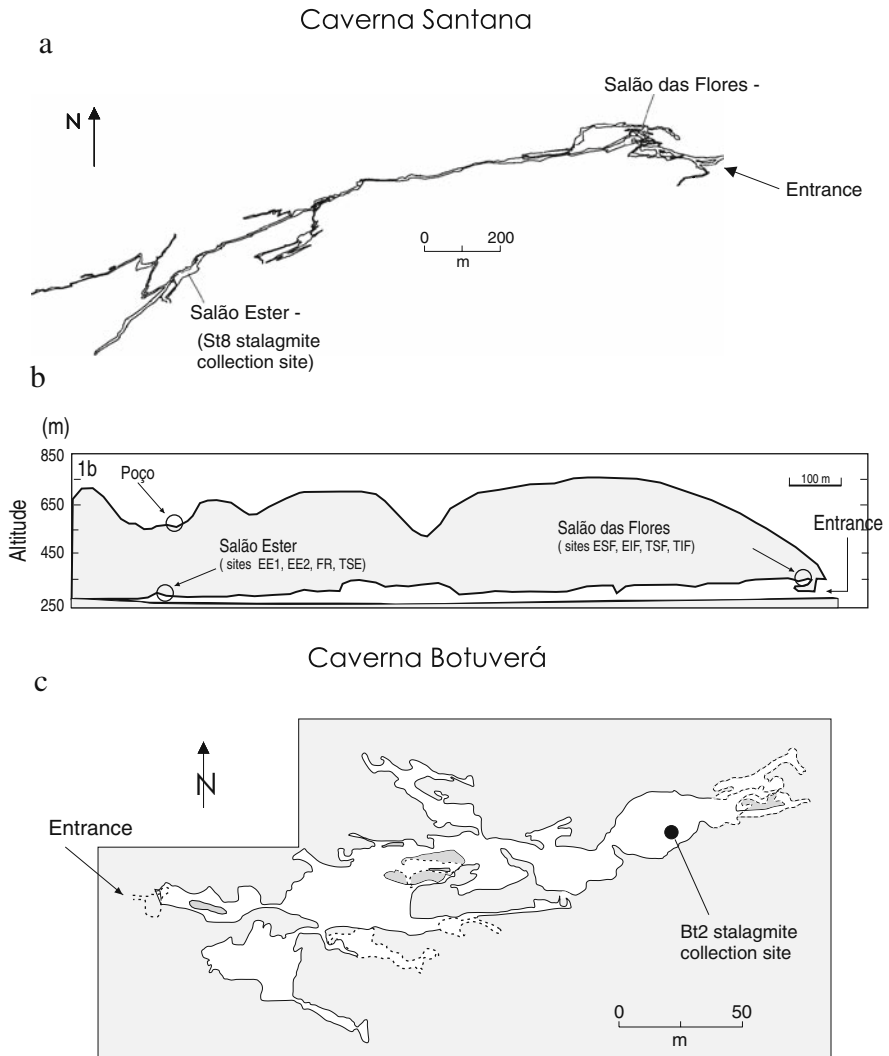 Caverna Santana
a
Salão das Flores -
N
Entrance
0 200
m
Salão Ester -
(St8 stalagmite
collection site)
b
(m)
850
1b
Poço
100 m
650
Altitude
Entrance
Salão Ester
( sites EE1, EE2, FR, TSE)
Salão das Flores
( sites ESF, EIF, TSF, TIF)
450
250
Caverna Botuverá
c
N
Entrance
Bt2 stalagmite
collection site
0 50
m